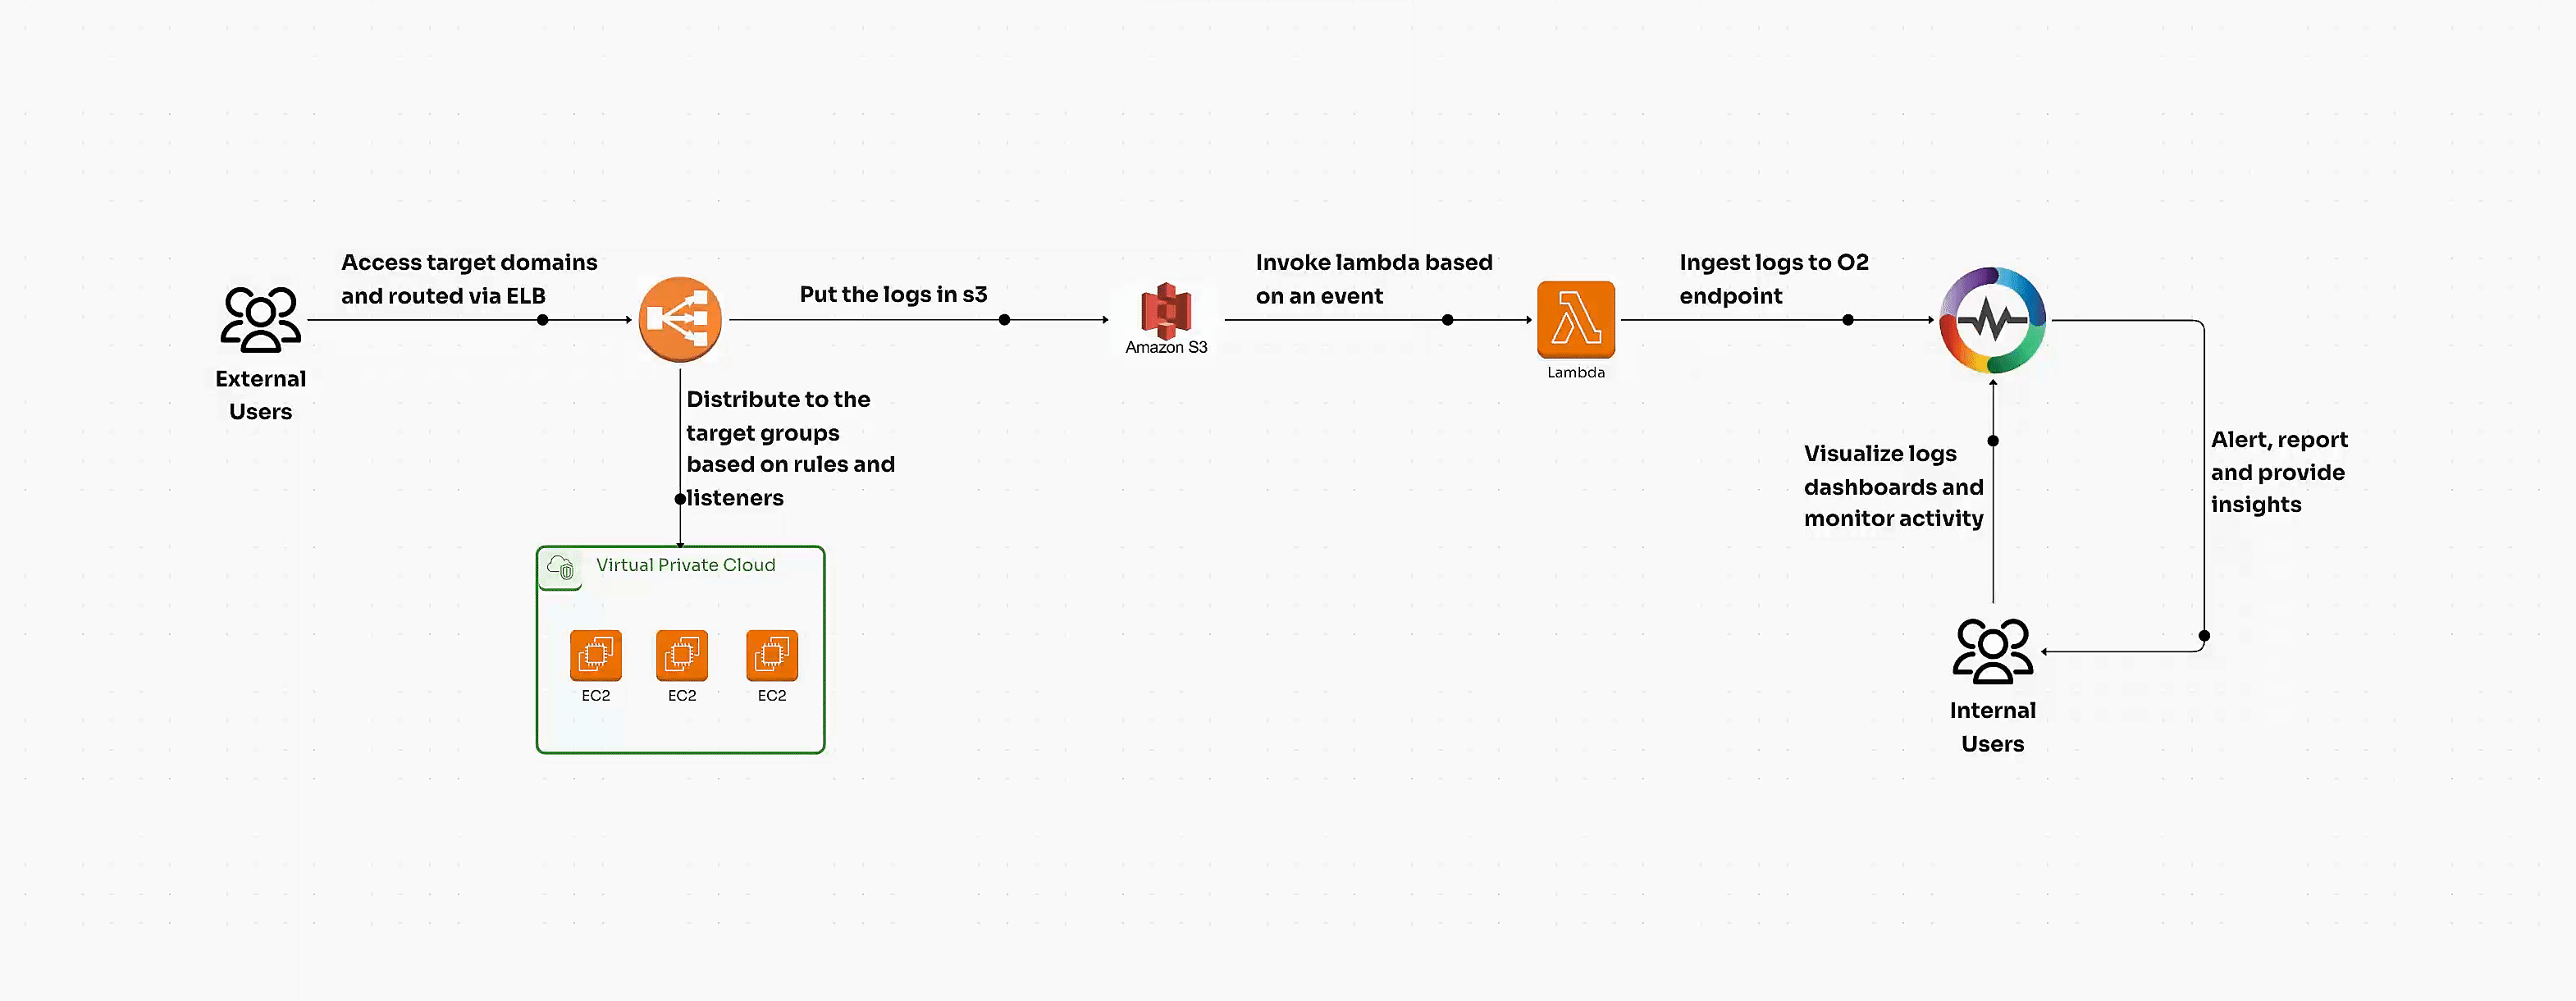 Access target domains
and routed via ELB
External
Users
Put the logs in s3
Distribute to the
target groups
based on rules and
listeners
Virtual Private Cloud
EC2
EC2
EC2
Amazon S3
Invoke lambda based
on an event
Lambda
Ingest logs to O2
endpoint
Visualize logs
dashboards and
monitor activity
Alert, report
and provide
insights
Internal
Users